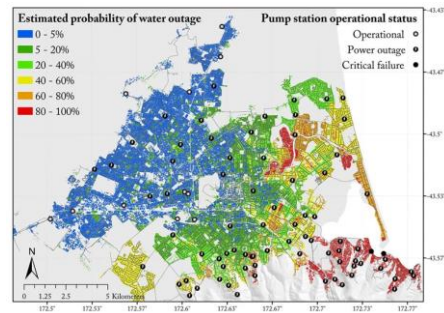 Estimated probability of water outage
0 - 5%
5 - 20%
20 - 40%
40 - 60%
60 - 80%
80 - 100%
Pump station operational status
Operational
Power outage
Critical failure
-43.43
-43.47
-43.5
-43.53
-43.57
N
0 1.25 2.5 5 Kilometers
172.5 172.53 172.57 172.6 172.63 172.67 172.7 172.73 172.77